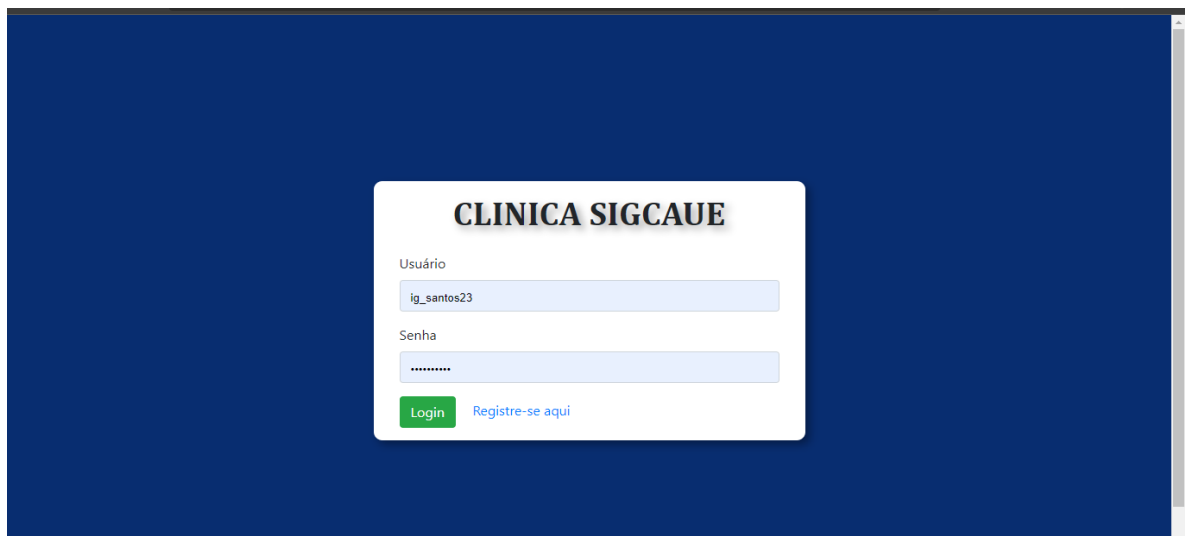 CLINICA SIGCAUE
Usuário
ig_santos23
Senha
••••••••••
Login Registre-se aqui